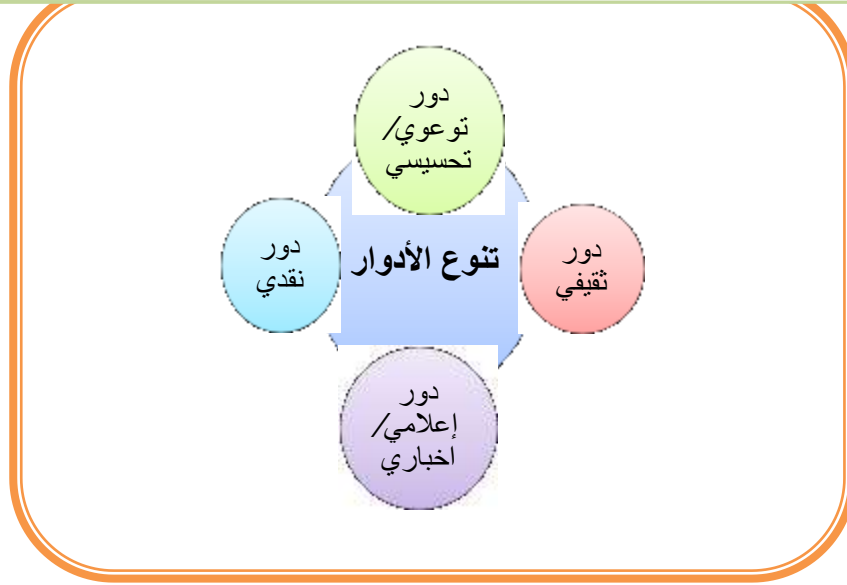 دور
توعوي/
تحسيسي
تنوع الأدوار
دور
ثقيفي
دور
نقدي
دور
إعلامي/
اخباري